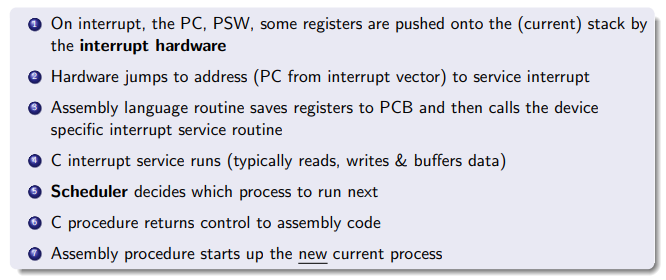 1 On interrupt, the PC, PSW, some registers are pushed onto the (current) stack by
the interrupt hardware
2 Hardware jumps to address (PC from interrupt vector) to service interrupt
3 Assembly language routine saves registers to PCB and then calls the device
specific interrupt service routine
4 C interrupt service runs (typically reads, writes & buffers data)
5 Scheduler decides which process to run next
6 C procedure returns control to assembly code
7 Assembly procedure starts up the new current process